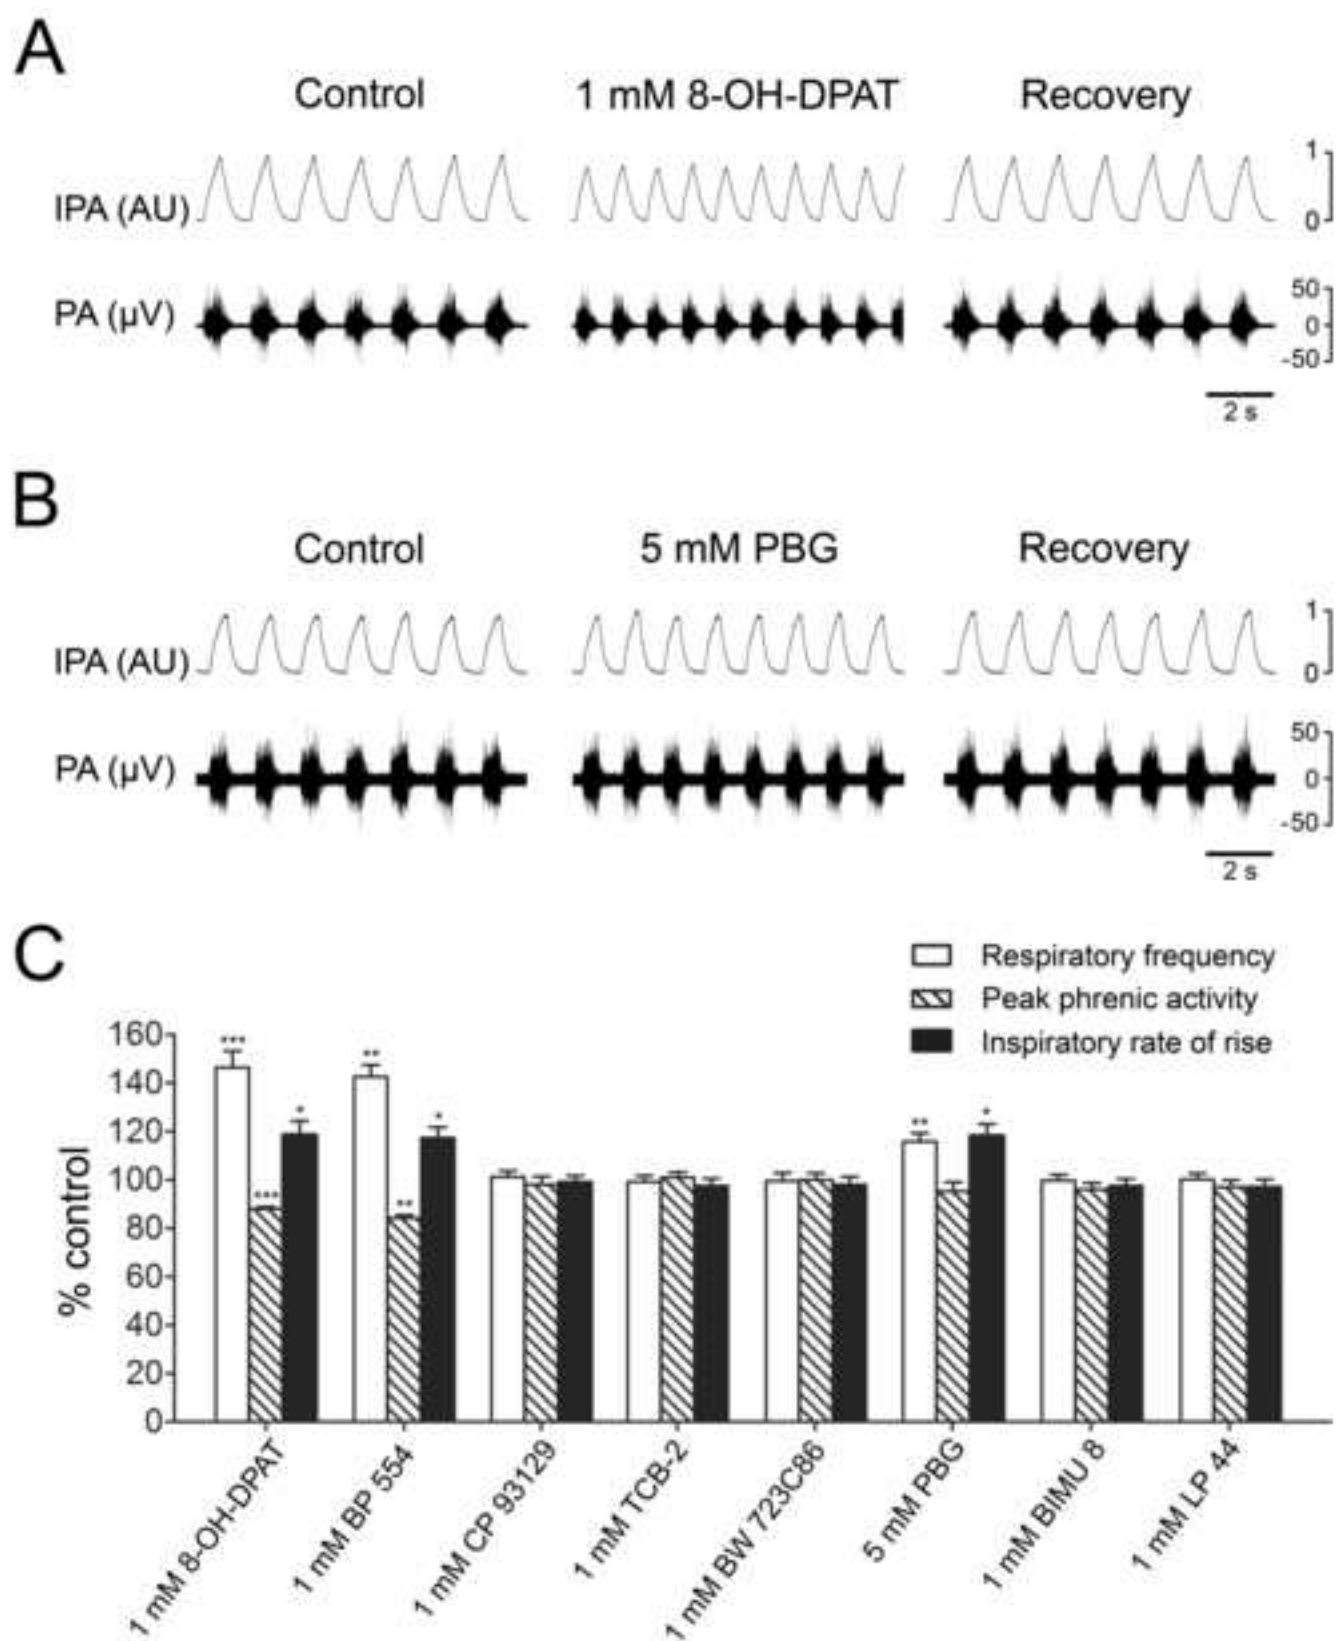 A
Control 1 mM 8-OH-DPAT Recovery
IPA (AU)
1
0
PA (µV)
50
0
-50
2 s
B
Control 5 mM PBG Recovery
IPA (AU)
1
0
PA (µV)
50
0
-50
2 s
C
Respiratory frequency
Peak phrenic activity
Inspiratory rate of rise
% control
160
140
120
100
80
60
40
20
0
*** *** *
** ** *
** *
1 mM 8-OH-DPAT
1 mM BP 554
1 mM CP 93129
1 mM TCB-2
1 mM BW 723C86
5 mM PBG
1 mM BIMU 8
1 mM LP 44